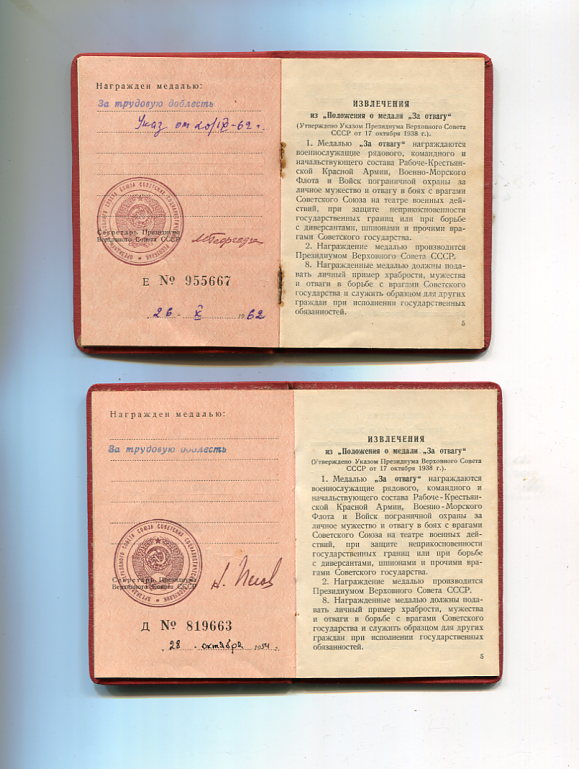 Награжден медалью:
За трудовую доблесть
Указ от 20/IX-62 г.
Секретарь Президиума
Верховного Совета СССР
Е № 955667
26 X 1962
ИЗВЛЕЧЕНИЯ
из „Положения о медали „За отвагу“
(Утверждено Указом Президиума Верховного Совета
СССР от 17 октября 1938 г.).
1. Медалью „За отвагу“ награждаются
военнослужащие рядового, командного и
начальствующего состава Рабоче-Крестьян-
ской Красной Армии, Военно-Морского
Флота и Войск пограничной охраны за
личное мужество и отвагу в боях с врагами
Советского Союза на театре военных дей-
ствий, при защите неприкосновенности
государственных границ или при борьбе
с диверсантами, шпионами и прочими вра-
гами Советского государства.
2. Награждение медалью производится
Президиумом Верховного Совета СССР.
8. Награжденные медалью должны пода-
вать личный пример храбрости, мужества
и отваги в борьбе с врагами Советского
государства и служить образцом для других
граждан при исполнении государственных
обязанностей.
5
Награжден медалью:
За трудовую доблесть
Секретарь Президиума
Верховного Совета СССР
Д № 819663
28 октября 1954
ИЗВЛЕЧЕНИЯ
из „Положения о медали „За отвагу“
(Утверждено Указом Президиума Верховного Совета
СССР от 17 октября 1938 г.).
1. Медалью „За отвагу“ награждаются
военнослужащие рядового, командного и
начальствующего состава Рабоче-Крестьян-
ской Красной Армии, Военно-Морского
Флота и Войск пограничной охраны за
личное мужество и отвагу в боях с врагами
Советского Союза на театре военных дей-
ствий, при защите неприкосновенности
государственных границ или при борьбе
с диверсантами, шпионами и прочими вра-
гами Советского государства.
2. Награждение медалью производится
Президиумом Верховного Совета СССР.
8. Награжденные медалью должны пода-
вать личный пример храбрости, мужества
и отваги в борьбе с врагами Советского
государства и служить образцом для других
граждан при исполнении государственных
обязанностей.
5